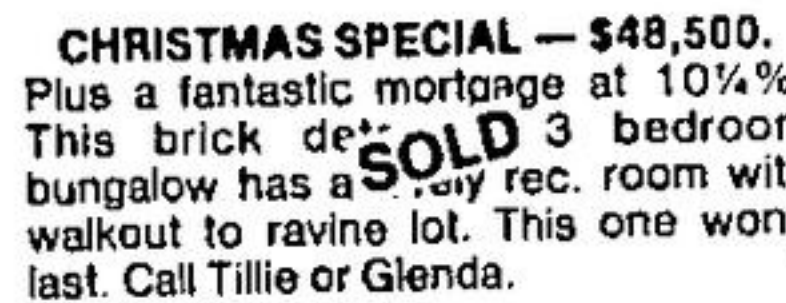 CHRISTMAS SPECIAL — $48,500.
Plus a fantastic mortgage at 10¼%
This brick 3 bedroom
SOLD
bungalow has a rec. room wit
walkout to ravine lot. This one won
last. Call Tillie or Glenda.